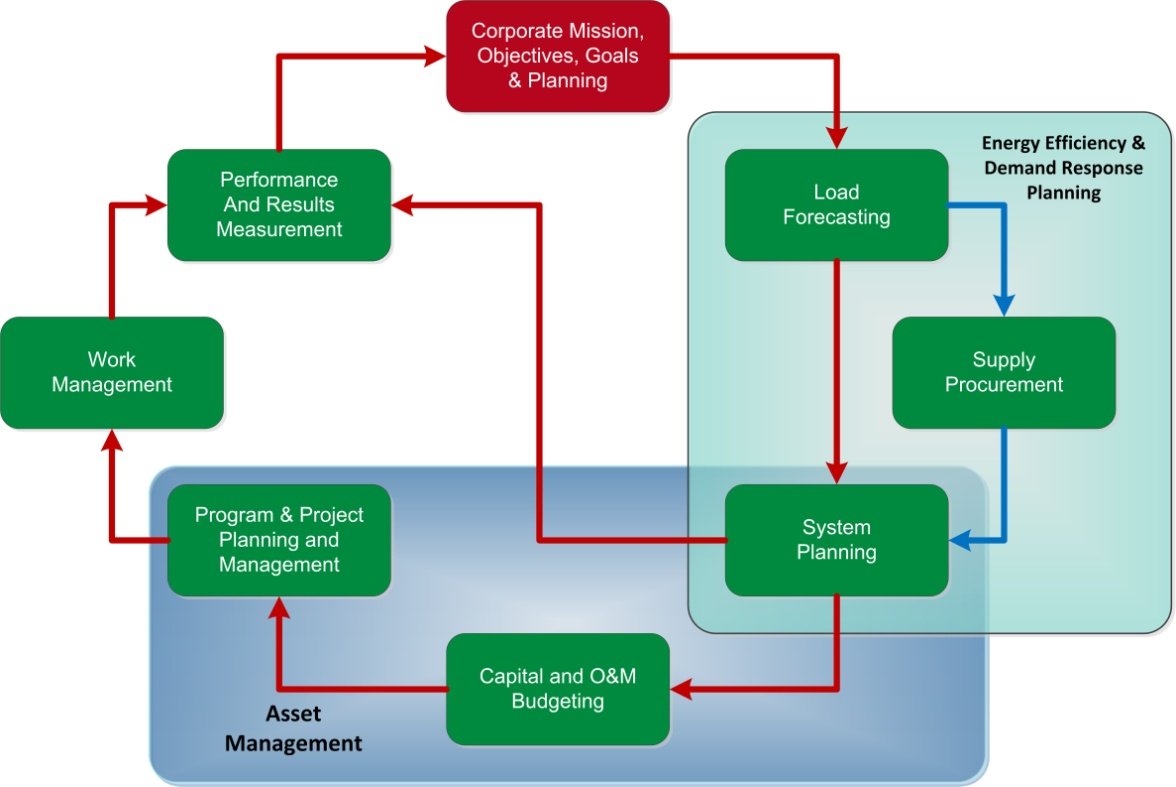 Corporate Mission,
Objectives, Goals
& Planning
Energy Efficiency &
Demand Response
Planning
Performance
And Results
Measurement
Load
Forecasting
Work
Management
Supply
Procurement
Program & Project
Planning and
Management
System
Planning
Capital and O&M
Budgeting
Asset
Management